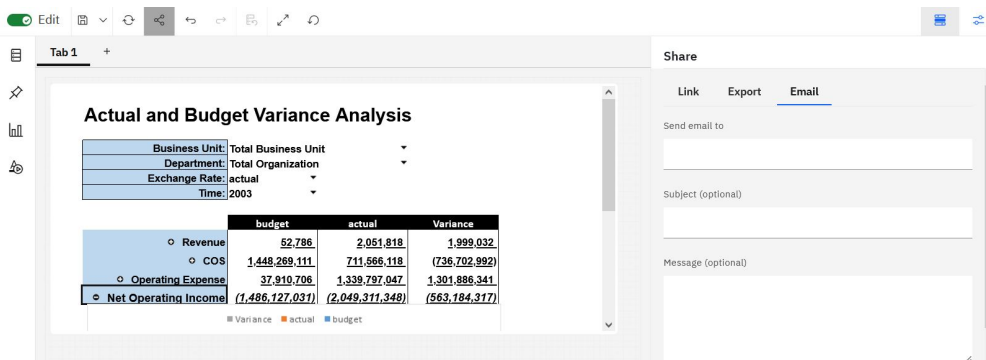 Edit
Tab 1
Share
Link Export Email
Send email to
Subject (optional)
Message (optional)
Actual and Budget Variance Analysis
Business Unit: Total Business Unit
Department: Total Organization
Exchange Rate: actual
Time: 2003
budget actual Variance
Revenue 52,786 2,051,818 1,999,032
COS 1,448,269,111 711,566,118 (736,702,992)
Operating Expense 37,910,706 1,339,797,047 1,301,886,341
Net Operating Income (1,486,127,031) (2,049,311,348) (563,184,317)
Variance actual budget